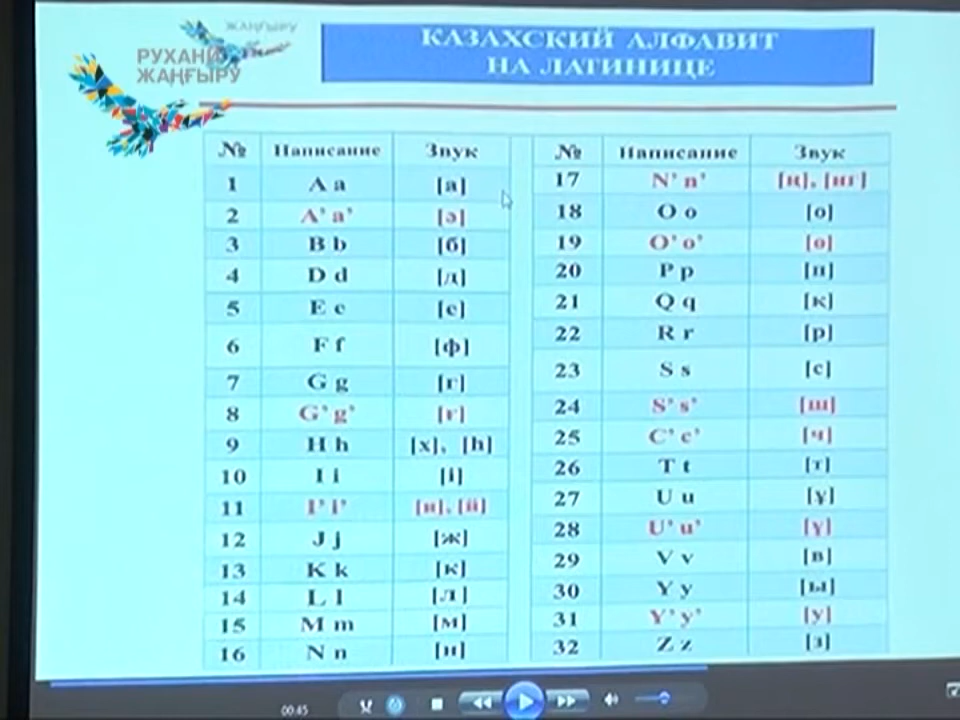 ЖАҢҒЫРУ
РУХАНИ
ЖАҢҒЫРУ
КАЗАХСКИЙ АЛФАВИТ
НА ЛАТИНИЦЕ
№ Написание Звук
1 A a [а]
2 A’ a’ [ә]
3 B b [б]
4 D d [д]
5 E e [е]
6 F f [ф]
7 G g [г]
8 G’ g’ [ғ]
9 H h [х], [h]
10 I i [і]
11 I’ i’ [и], [й]
12 J j [ж]
13 K k [к]
14 L l [л]
15 M m [м]
16 N n [н]
№ Написание Звук
17 N’ n’ [ң], [нг]
18 O o [о]
19 O’ o’ [ө]
20 P p [п]
21 Q q [қ]
22 R r [р]
23 S s [с]
24 S’ s’ [ш]
25 C’ c’ [ч]
26 T t [т]
27 U u [ұ]
28 U’ u’ [ү]
29 V v [в]
30 Y y [ы]
31 Y’ y’ [у]
32 Z z [з]
00:45